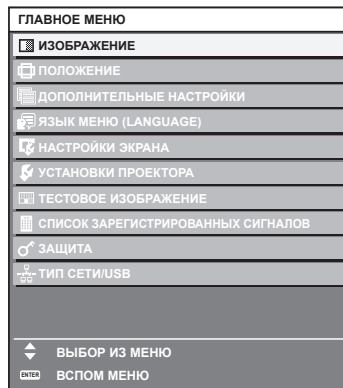 ГЛАВНОЕ МЕНЮ
ИЗОБРАЖЕНИЕ
ПОЛОЖЕНИЕ
ДОПОЛНИТЕЛЬНЫЕ НАСТРОЙКИ
ЯЗЫК МЕНЮ (LANGUAGE)
НАСТРОЙКИ ЭКРАНА
УСТАНОВКИ ПРОЕКТОРА
ТЕСТОВОЕ ИЗОБРАЖЕНИЕ
СПИСОК ЗАРЕГИСТРИРОВАННЫХ СИГНАЛОВ
ЗАЩИТА
ТИП СЕТИ/USB
ВЫБОР ИЗ МЕНЮ
ENTER ВСПОМ МЕНЮ